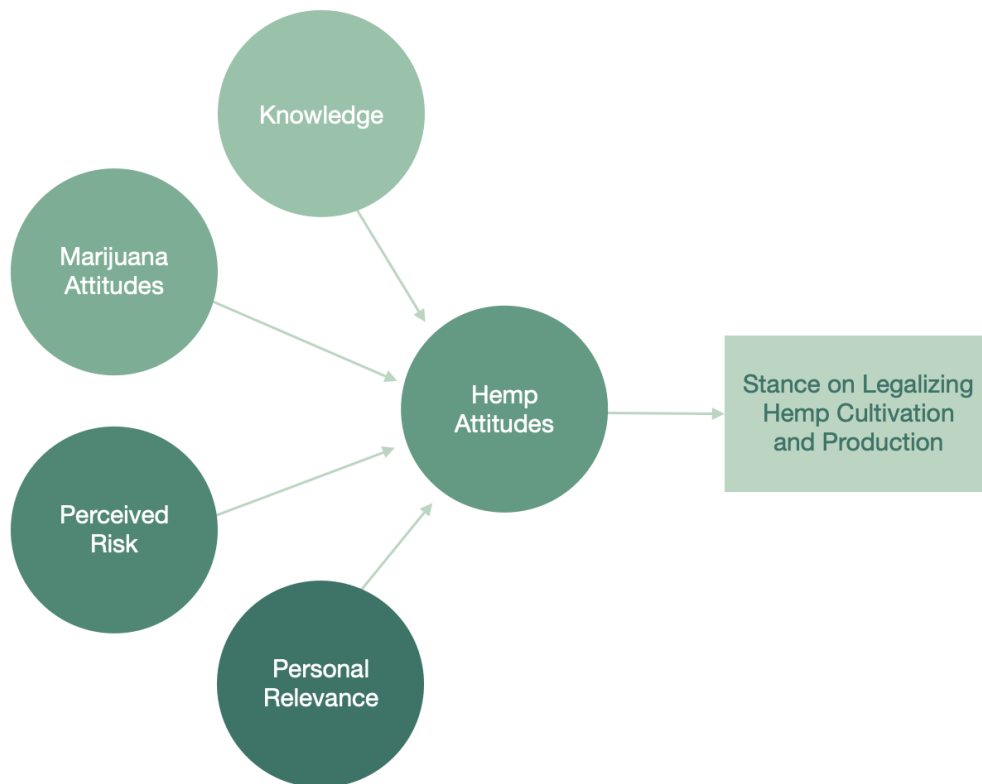 Knowledge
Marijuana
Attitudes
Hemp
Attitudes
Stance on Legalizing
Hemp Cultivation
and Production
Perceived
Risk
Personal
Relevance